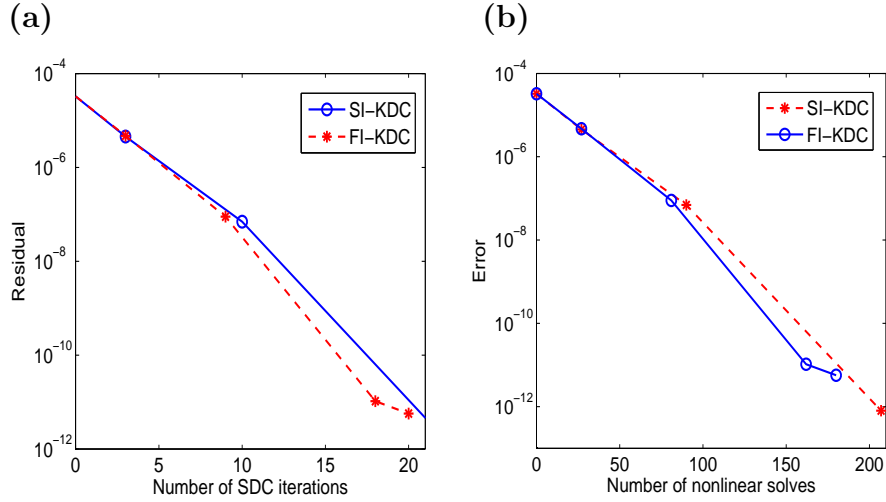 (a)
10⁻⁴
10⁻⁶
10⁻⁸
10⁻¹⁰
10⁻¹²
Residual
0
5
10
15
20
Number of SDC iterations
SI−KDC
FI−KDC
(b)
10⁻⁴
10⁻⁶
10⁻⁸
10⁻¹⁰
10⁻¹²
Error
0
50
100
150
200
Number of nonlinear solves
SI−KDC
FI−KDC